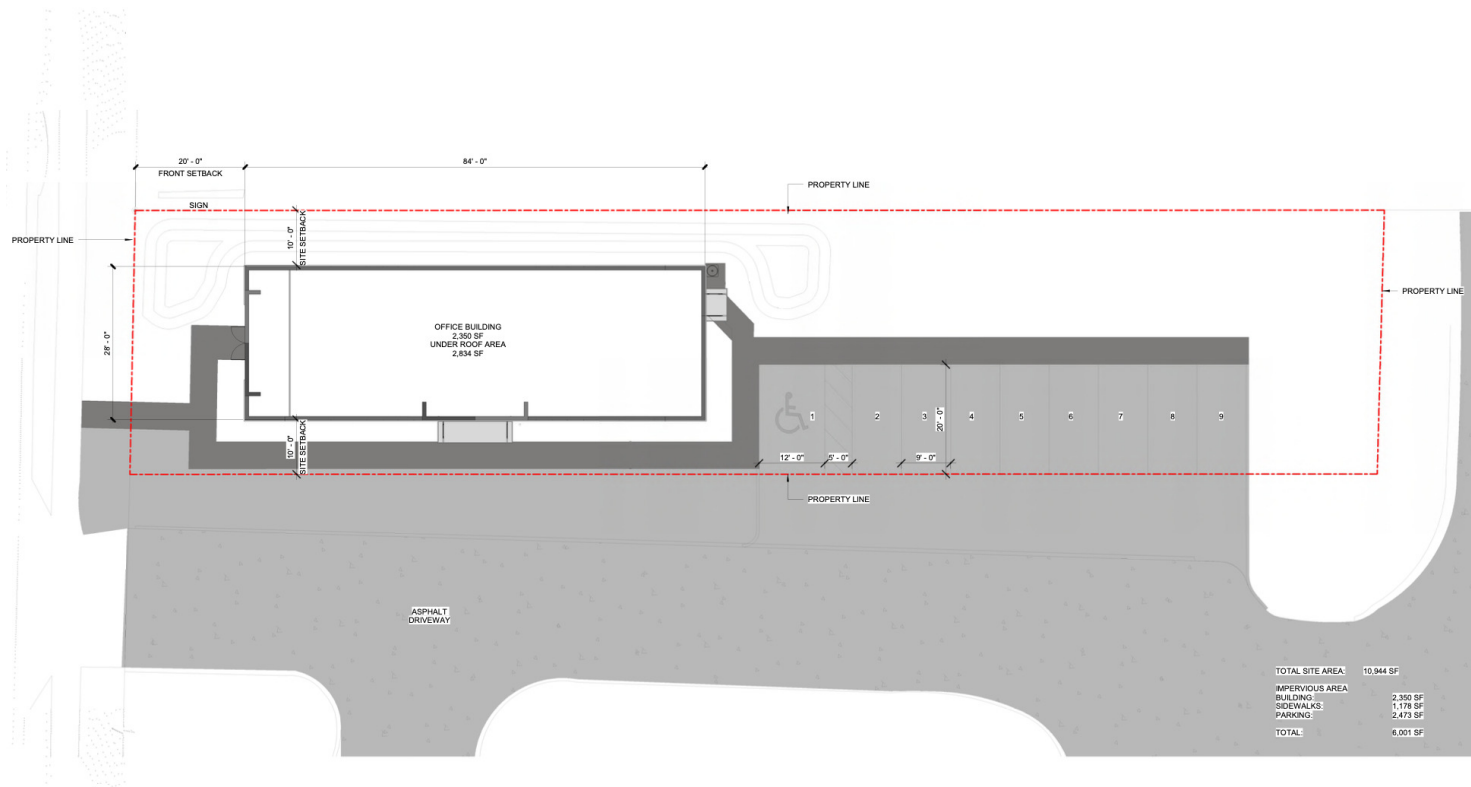 20' - 0"
FRONT SETBACK
84' - 0"
PROPERTY LINE
SIGN
PROPERTY LINE
10' - 0"
SITE SETBACK
PROPERTY LINE
28' - 0"
OFFICE BUILDING
2,350 SF
UNDER ROOF AREA
2,834 SF
1
2
3
4
5
6
7
8
9
20' - 0"
10' - 0"
SITE SETBACK
12' - 0"
5' - 0"
9' - 0"
PROPERTY LINE
ASPHALT
DRIVEWAY
TOTAL SITE AREA: 10,944 SF
IMPERVIOUS AREA
BUILDING: 2,350 SF
SIDEWALKS: 1,178 SF
PARKING: 2,473 SF
TOTAL: 6,001 SF